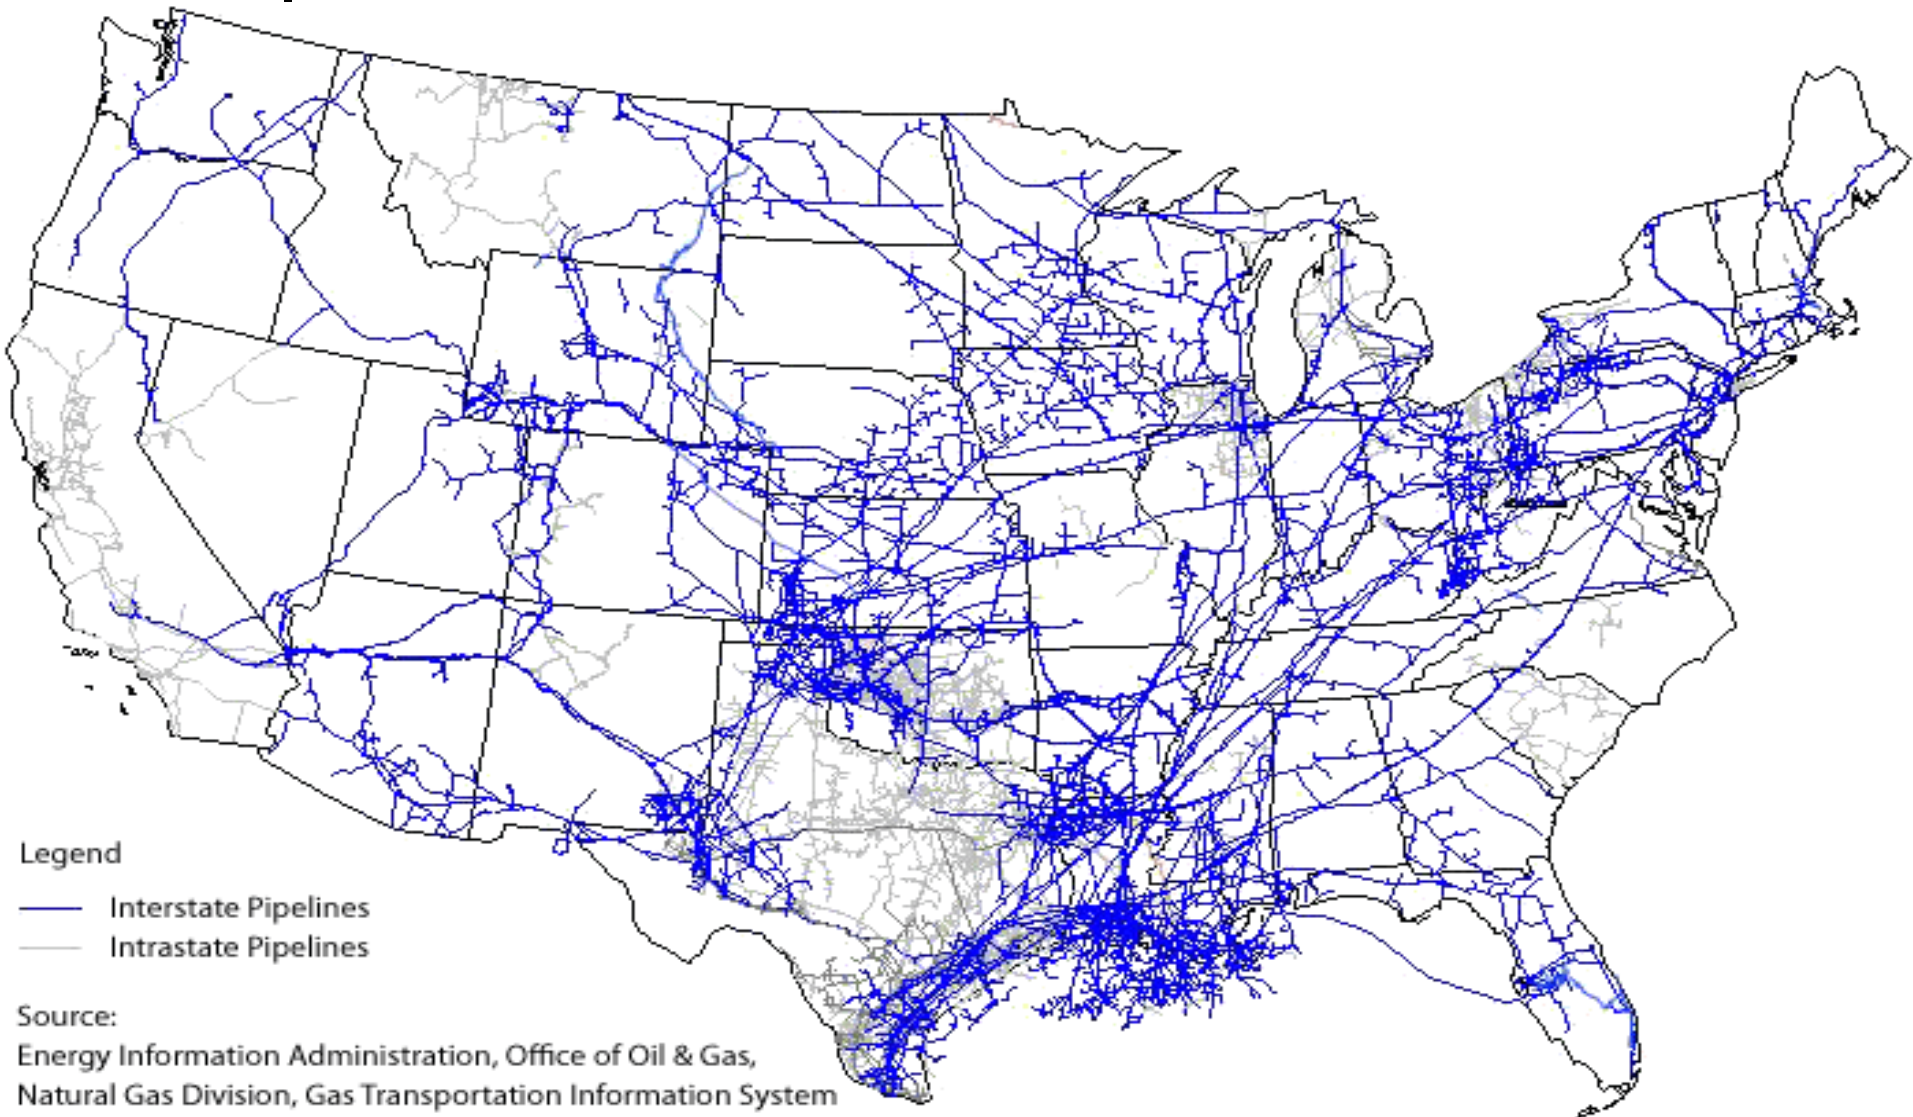 Legend
Interstate Pipelines
Intrastate Pipelines
Source:
Energy Information Administration, Office of Oil & Gas,
Natural Gas Division, Gas Transportation Information System